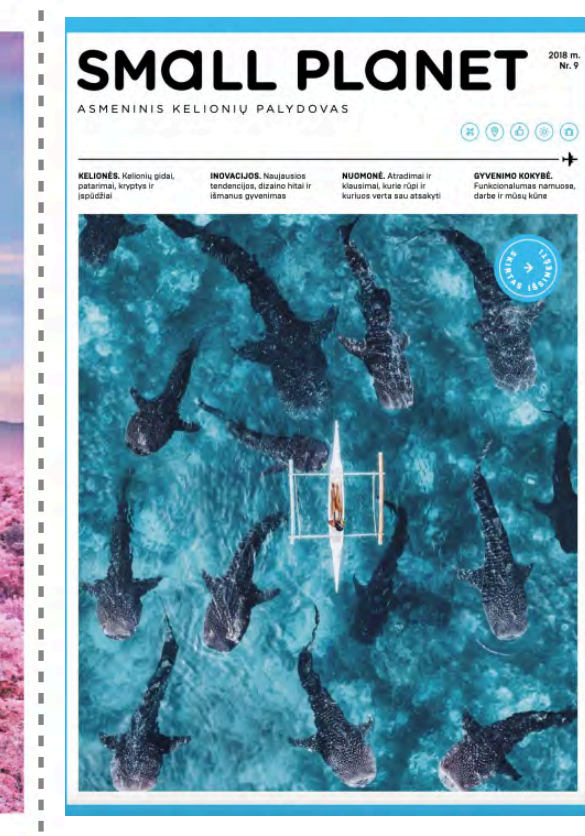 SMALL PLANET
2018 m.
Nr. 9
ASMENINIS KELIONIŲ PALYDOVAS
KELIONĖS. Kelionių gidai,
patarimai, kryptys ir
įspūdžiai
INOVACIJOS. Naujausios
tendencijos, dizaino hitai ir
išmanus gyvenimas
NUOMONĖ. Atradimai ir
klausimai, kurie rūpi ir
kuriuos verta sau atsakyti
GYVENIMO KOKYBĖ.
Funkcionalumas namuose,
darbe ir mūsų kūne
SKIRTAS IŠSINEŠTI